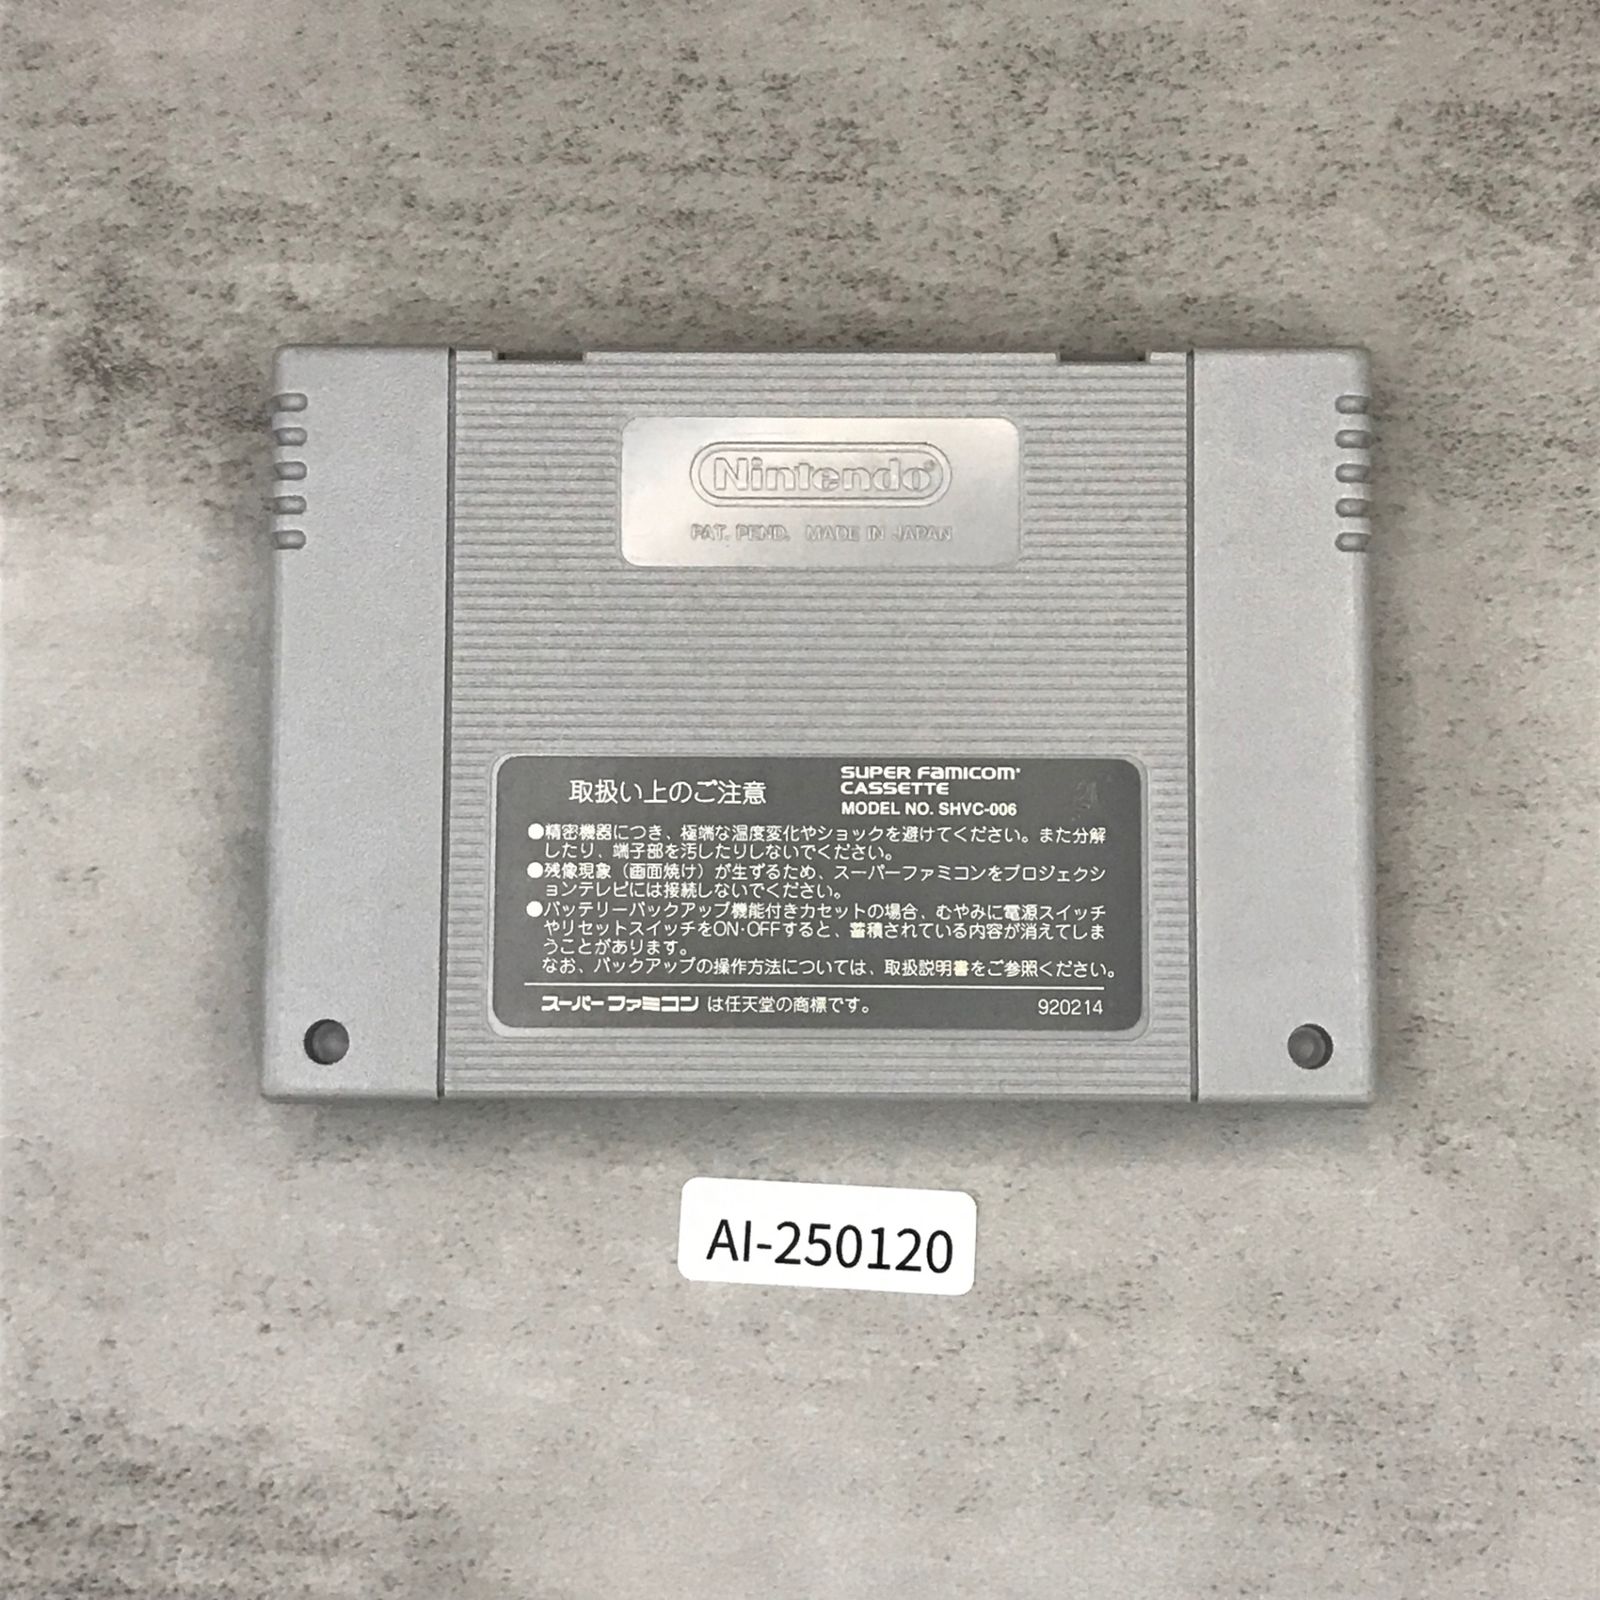 Nintendo®
PAT. PEND. MADE IN JAPAN
取扱い上のご注意
SUPER FAMICOM
CASSETTE
MODEL NO. SHVC-006
●精密機器につき、極端な温度変化やショックを避けてください。また分解
したり、端子部を汚したりしないでください。
●残像現象（画面焼け）が生ずるため、スーパーファミコンをプロジェクシ
ョンテレビには接続しないでください。
●バッテリーバックアップ機能付きカセットの場合、むやみに電源スイッチ
やリセットスイッチをON・OFFすると、蓄積されている内容が消えてしま
うことがあります。
なお、バックアップの操作方法については、取扱説明書をご参照ください。
スーパーファミコン は任天堂の商標です。
920214
AI-250120